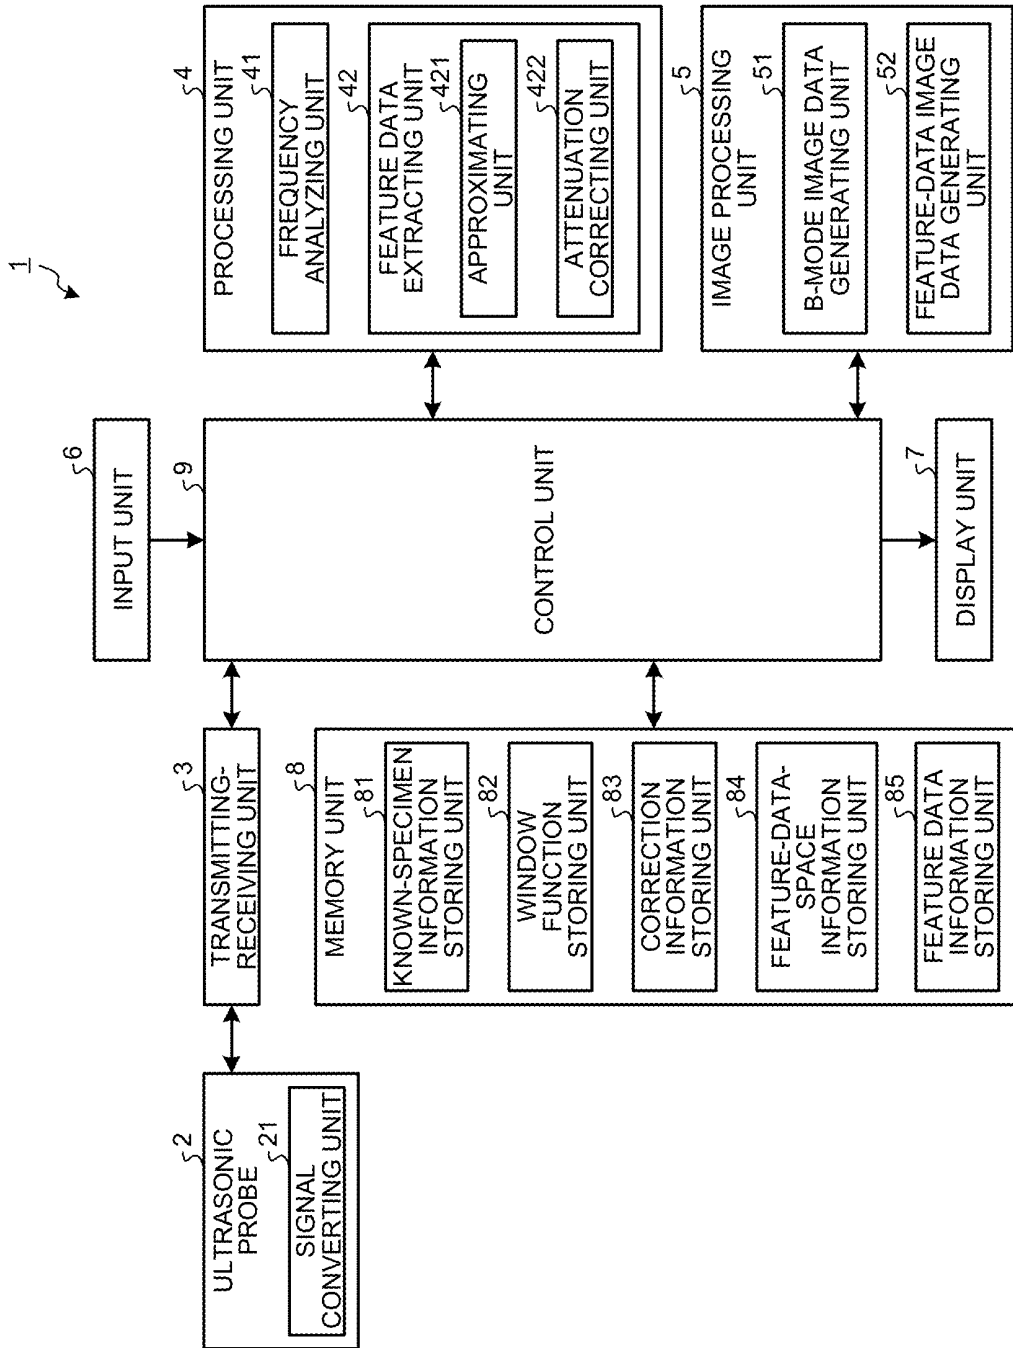 1
2
ULTRASONIC
PROBE
21
SIGNAL
CONVERTING UNIT
3
TRANSMITTING-
RECEIVING UNIT
8
MEMORY UNIT
81
KNOWN-SPECIMEN
INFORMATION
STORING UNIT
82
WINDOW
FUNCTION
STORING UNIT
83
CORRECTION
INFORMATION
STORING UNIT
84
FEATURE-DATA-
SPACE
INFORMATION
STORING UNIT
85
FEATURE DATA
INFORMATION
STORING UNIT
6
INPUT UNIT
9
CONTROL UNIT
7
DISPLAY UNIT
4
PROCESSING UNIT
41
FREQUENCY
ANALYZING UNIT
42
FEATURE DATA
EXTRACTING UNIT
421
APPROXIMATING
UNIT
422
ATTENUATION
CORRECTING UNIT
5
IMAGE PROCESSING
UNIT
51
B-MODE IMAGE DATA
GENERATING UNIT
52
FEATURE-DATA IMAGE
DATA GENERATING
UNIT